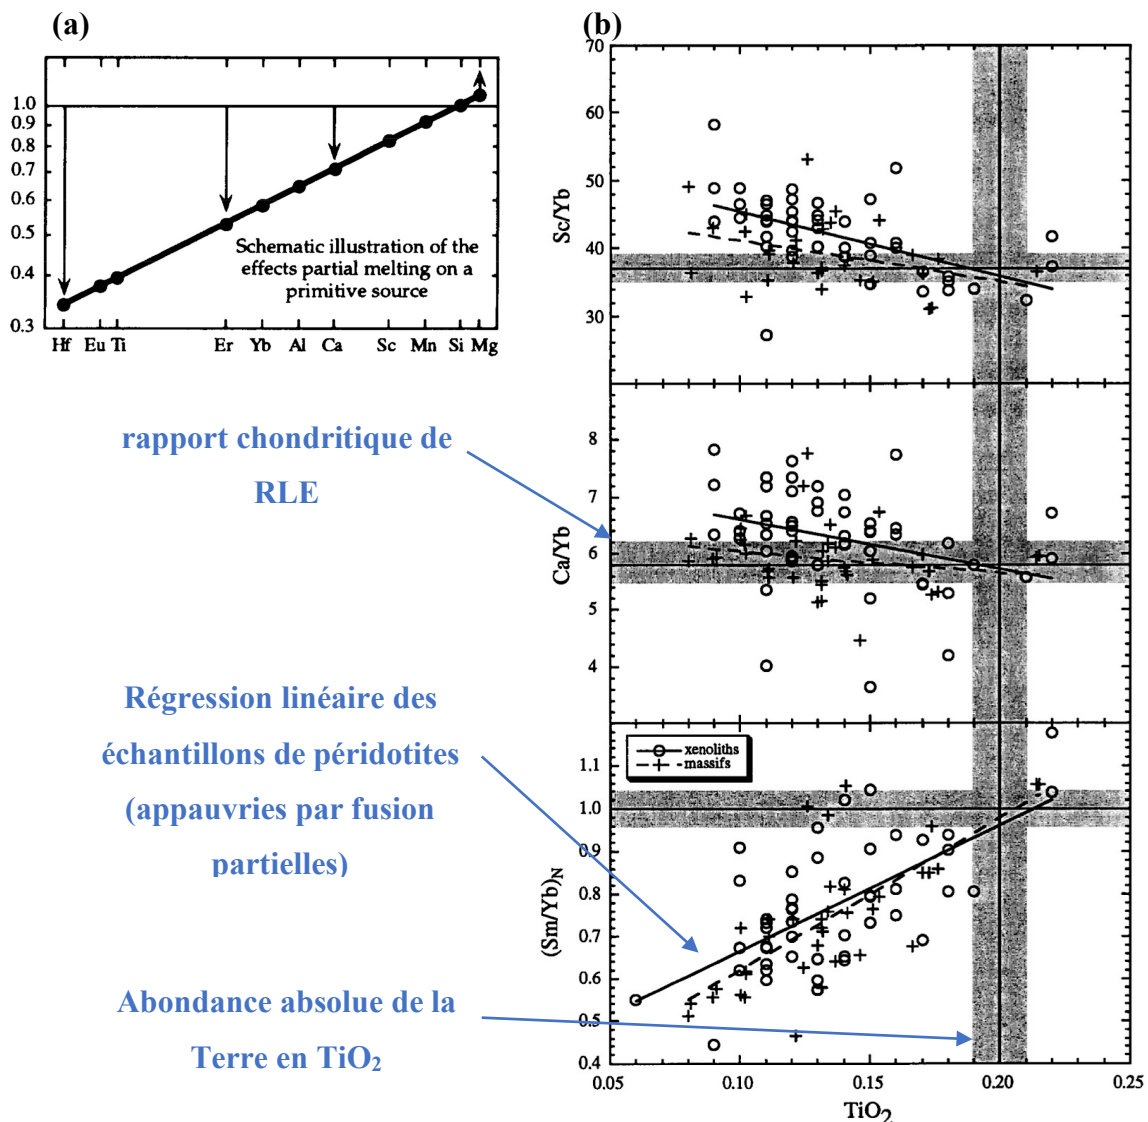 (a)
1.0
0.9
0.8
0.7
0.6
0.5
0.4
0.3
Schematic illustration of the
effects partial melting on a
primitive source
Hf Eu Ti Er Yb Al Ca Sc Mn Si Mg
rapport chondritique de
RLE
Régression linéaire des
échantillons de péridotites
(appauvries par fusion
partielles)
Abondance absolue de la
Terre en TiO₂
(b)
70
60
50
40
30
Sc/Yb
8
7
6
5
4
Ca/Yb
xenoliths
massifs
1.1
1.0
0.9
0.8
0.7
0.6
0.5
0.4
(Sm/Yb)N
0.05 0.10 0.15 0.20 0.25
TiO₂